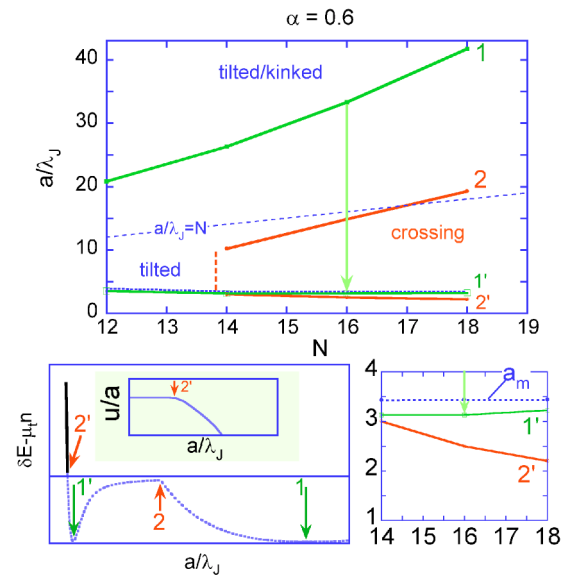 α = 0.6
40
30
20
10
0
a/λJ
tilted/kinked
1
2
a/λJ=N
crossing
tilted
1'
2'
12 13 14 15 16 17 18 19
N
δE-μtn
2'
1'
u/a
2'
a/λJ
2
1
a/λJ
4
3
2
1
am
1'
2'
14 15 16 17 18